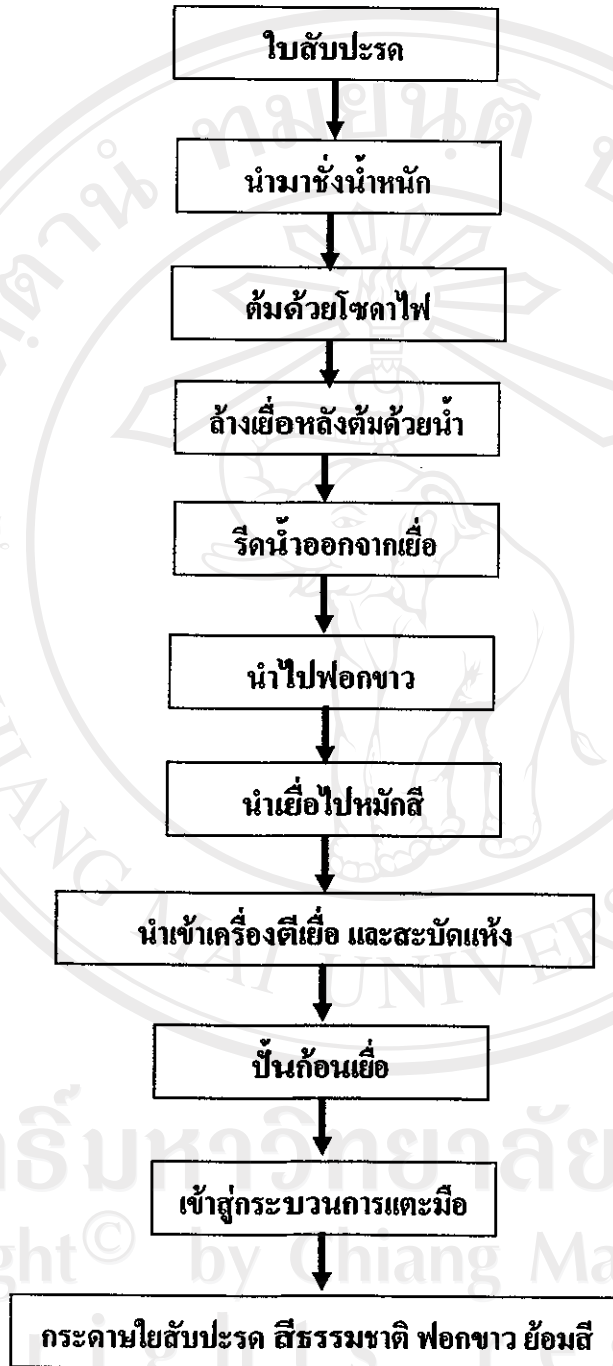 ใบสับปะรด
นำมาชั่งน้ำหนัก
ต้มด้วยโซดาไฟ
ล้างเยื่อหลังต้มด้วยน้ำ
รีดน้ำออกจากเยื่อ
นำไปฟอกขาว
นำเยื่อไปหมักสี
นำเข้าเครื่องตีเยื่อ และสะบัดแห้ง
ปั้นก้อนเยื่อ
เข้าสู่กระบวนการแตะมือ
กระดาษใยสับปะรด สีธรรมชาติ ฟอกขาว ย้อมสี